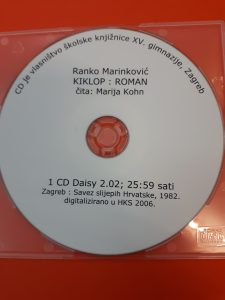 CD je vlasništvo školske knjižnice XV. gimnazije, Zagreb
Ranko Marinković
KIKLOP : ROMAN
čita: Marija Kohn
1 CD Daisy 2.02; 25:59 sati
Zagreb : Savez slijepih Hrvatske, 1982.
digitalizirano u HKS 2006.